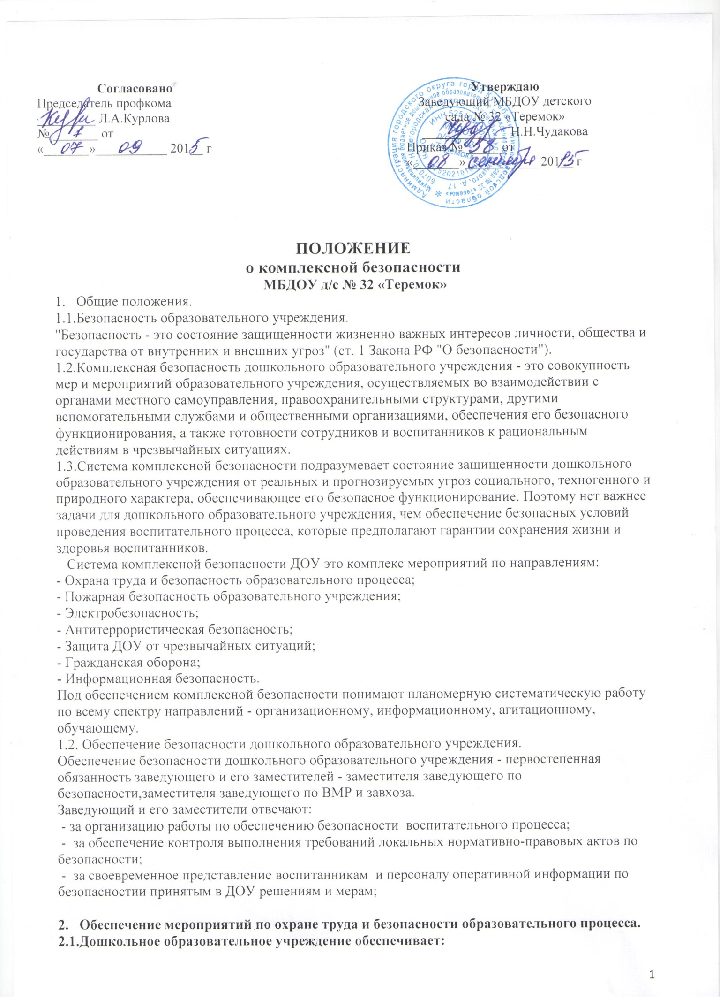 Согласовано
Председатель профкома
Л.А.Курлова
№ 1 от
« 07 » 09 2015 г
Утверждаю
Заведующий МБДОУ детского
сада № 32 «Теремок»
Н.Н.Чудакова
Приказ № 58 от
« 08 » сентября 2015 г
ПОЛОЖЕНИЕ
о комплексной безопасности
МБДОУ д/с № 32 «Теремок»
1. Общие положения.
1.1.Безопасность образовательного учреждения.
"Безопасность - это состояние защищенности жизненно важных интересов личности, общества и
государства от внутренних и внешних угроз" (ст. 1 Закона РФ "О безопасности").
1.2.Комплексная безопасность дошкольного образовательного учреждения - это совокупность
мер и мероприятий образовательного учреждения, осуществляемых во взаимодействии с
органами местного самоуправления, правоохранительными структурами, другими
вспомогательными службами и общественными организациями, обеспечения его безопасного
функционирования, а также готовности сотрудников и воспитанников к рациональным
действиям в чрезвычайных ситуациях.
1.3.Система комплексной безопасности подразумевает состояние защищенности дошкольного
образовательного учреждения от реальных и прогнозируемых угроз социального, техногенного и
природного характера, обеспечивающее его безопасное функционирование. Поэтому нет важнее
задачи для дошкольного образовательного учреждения, чем обеспечение безопасных условий
проведения воспитательного процесса, которые предполагают гарантии сохранения жизни и
здоровья воспитанников.
Система комплексной безопасности ДОУ это комплекс мероприятий по направлениям:
- Охрана труда и безопасность образовательного процесса;
- Пожарная безопасность образовательного учреждения;
- Электробезопасность;
- Антитеррористическая безопасность;
- Защита ДОУ от чрезвычайных ситуаций;
- Гражданская оборона;
- Информационная безопасность.
Под обеспечением комплексной безопасности понимают планомерную систематическую работу
по всему спектру направлений - организационному, информационному, агитационному,
обучающему.
1.2. Обеспечение безопасности дошкольного образовательного учреждения.
Обеспечение безопасности дошкольного образовательного учреждения - первостепенная
обязанность заведующего и его заместителей - заместителя заведующего по
безопасности,заместителя заведующего по ВМР и завхоза.
Заведующий и его заместители отвечают:
- за организацию работы по обеспечению безопасности воспитательного процесса;
- за обеспечение контроля выполнения требований локальных нормативно-правовых актов по
безопасности;
- за своевременное представление воспитанникам и персоналу оперативной информации по
безопасностии принятым в ДОУ решениям и мерам;
2. Обеспечение мероприятий по охране труда и безопасности образовательного процесса.
2.1.Дошкольное образовательное учреждение обеспечивает:
1